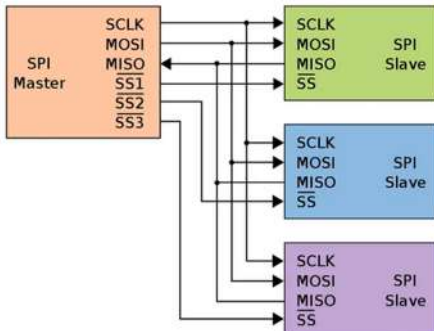 SPI
Master
SCLK
MOSI
MISO
SS1
SS2
SS3
SCLK
MOSI
MISO
SS
SPI
Slave
SCLK
MOSI
MISO
SS
SPI
Slave
SCLK
MOSI
MISO
SS
SPI
Slave